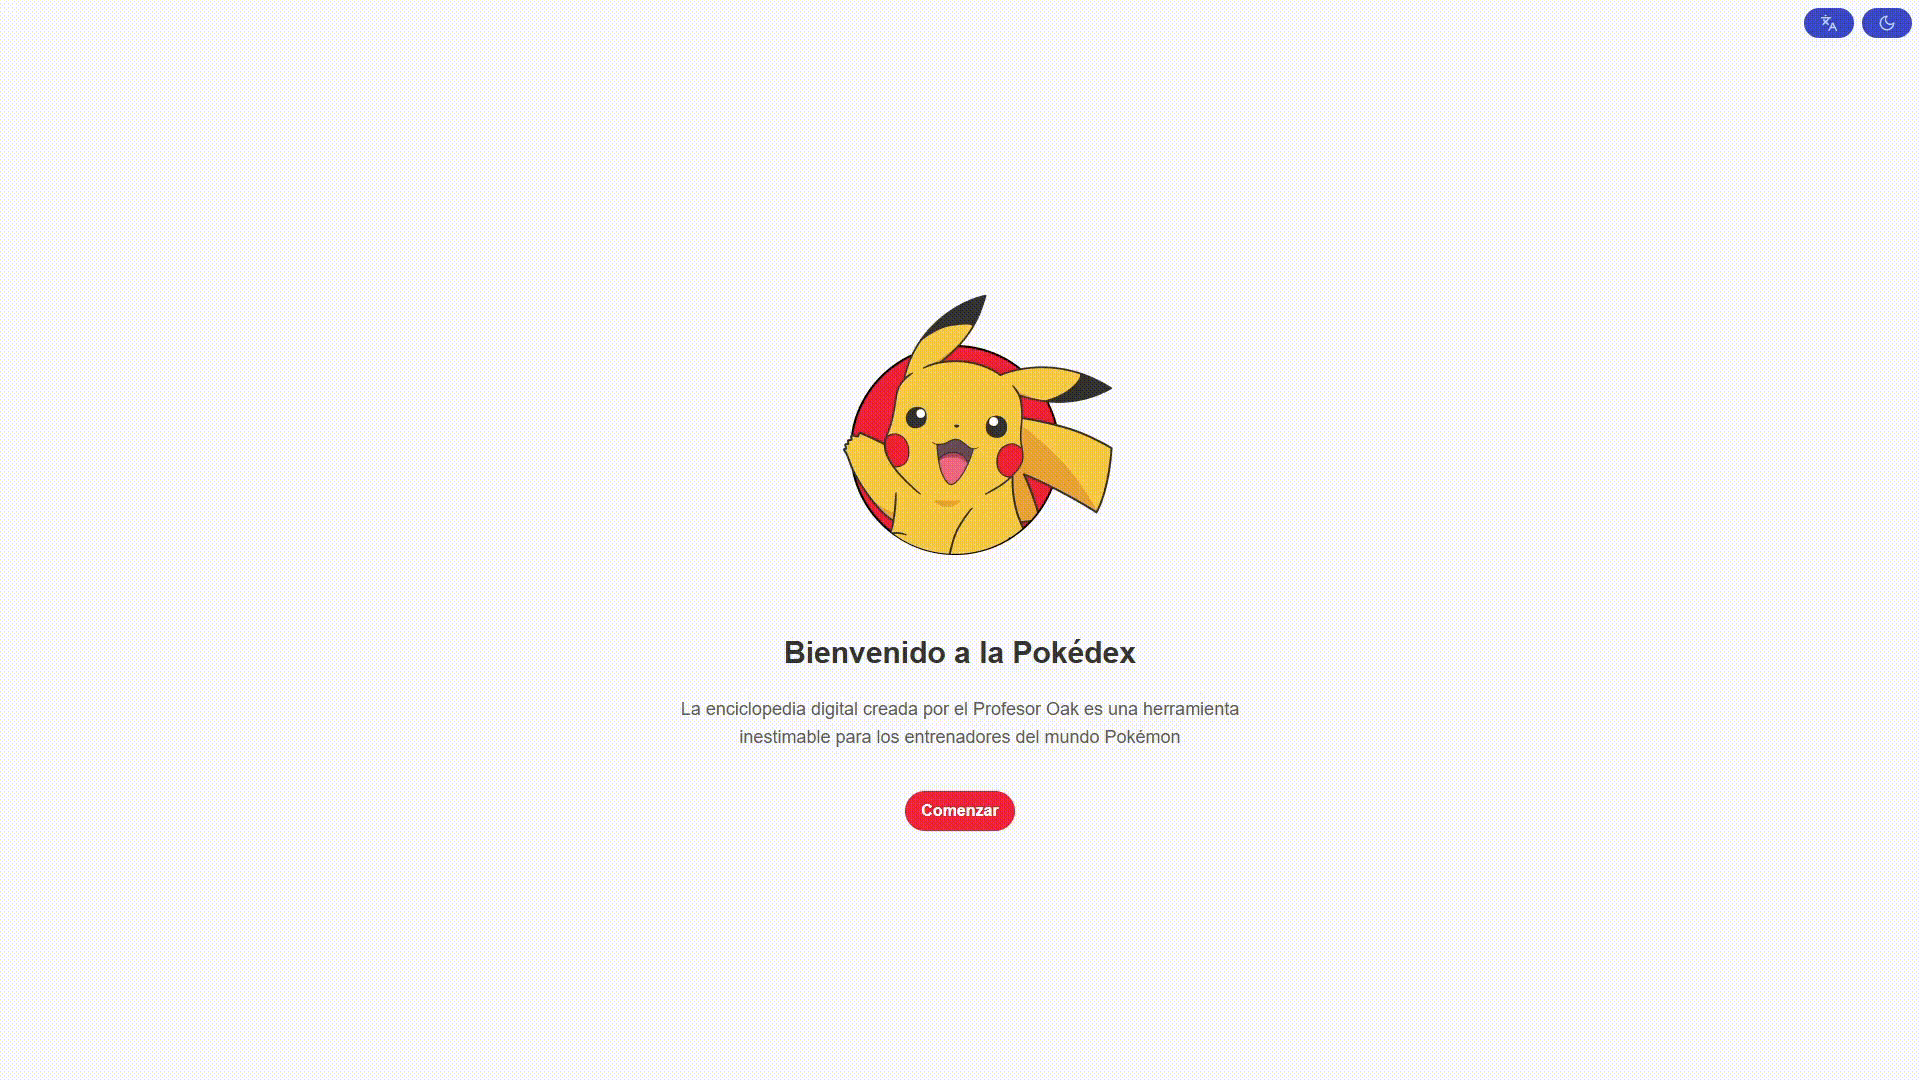 Bienvenido a la Pokédex
La enciclopedia digital creada por el Profesor Oak es una herramienta
inestimable para los entrenadores del mundo Pokémon
Comenzar